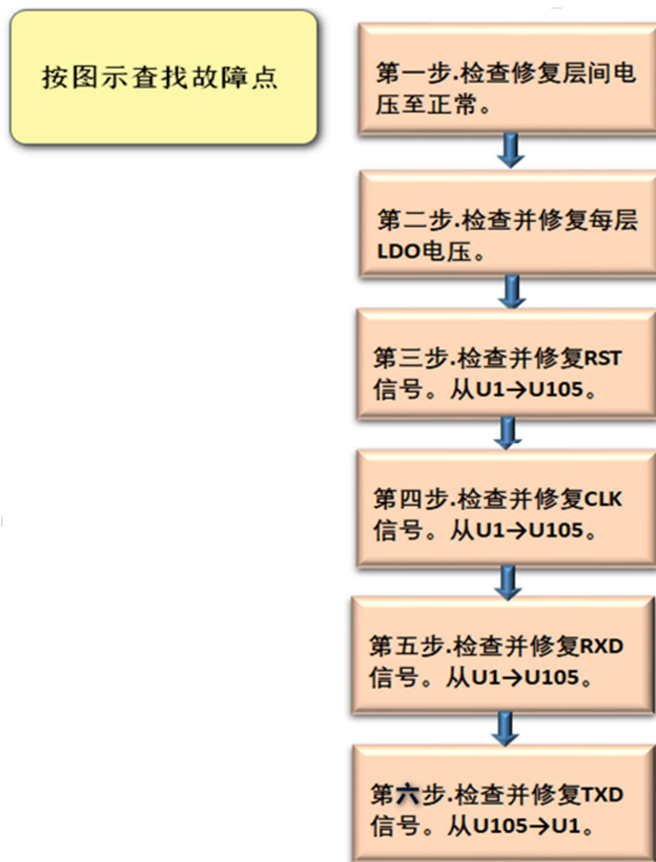 按图示查找故障点
第一步.检查修复层间电
压至正常。
第二步.检查并修复每层
LDO电压。
第三步.检查并修复RST
信号。从U1→U105。
第四步.检查并修复CLK
信号。从U1→U105。
第五步.检查并修复RXD
信号。从U1→U105。
第六步.检查并修复TXD
信号。从U105→U1。